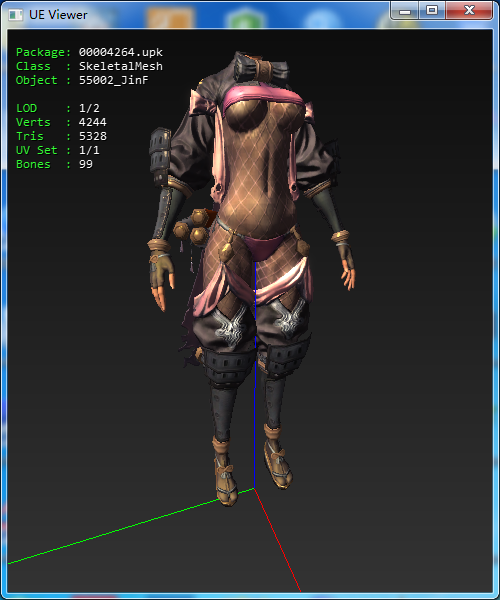 UE Viewer
Package: 00004264.upk
Class : SkeletalMesh
Object : 55002_JinF
LOD : 1/2
Verts : 4244
Tris : 5328
UV Set : 1/1
Bones : 99